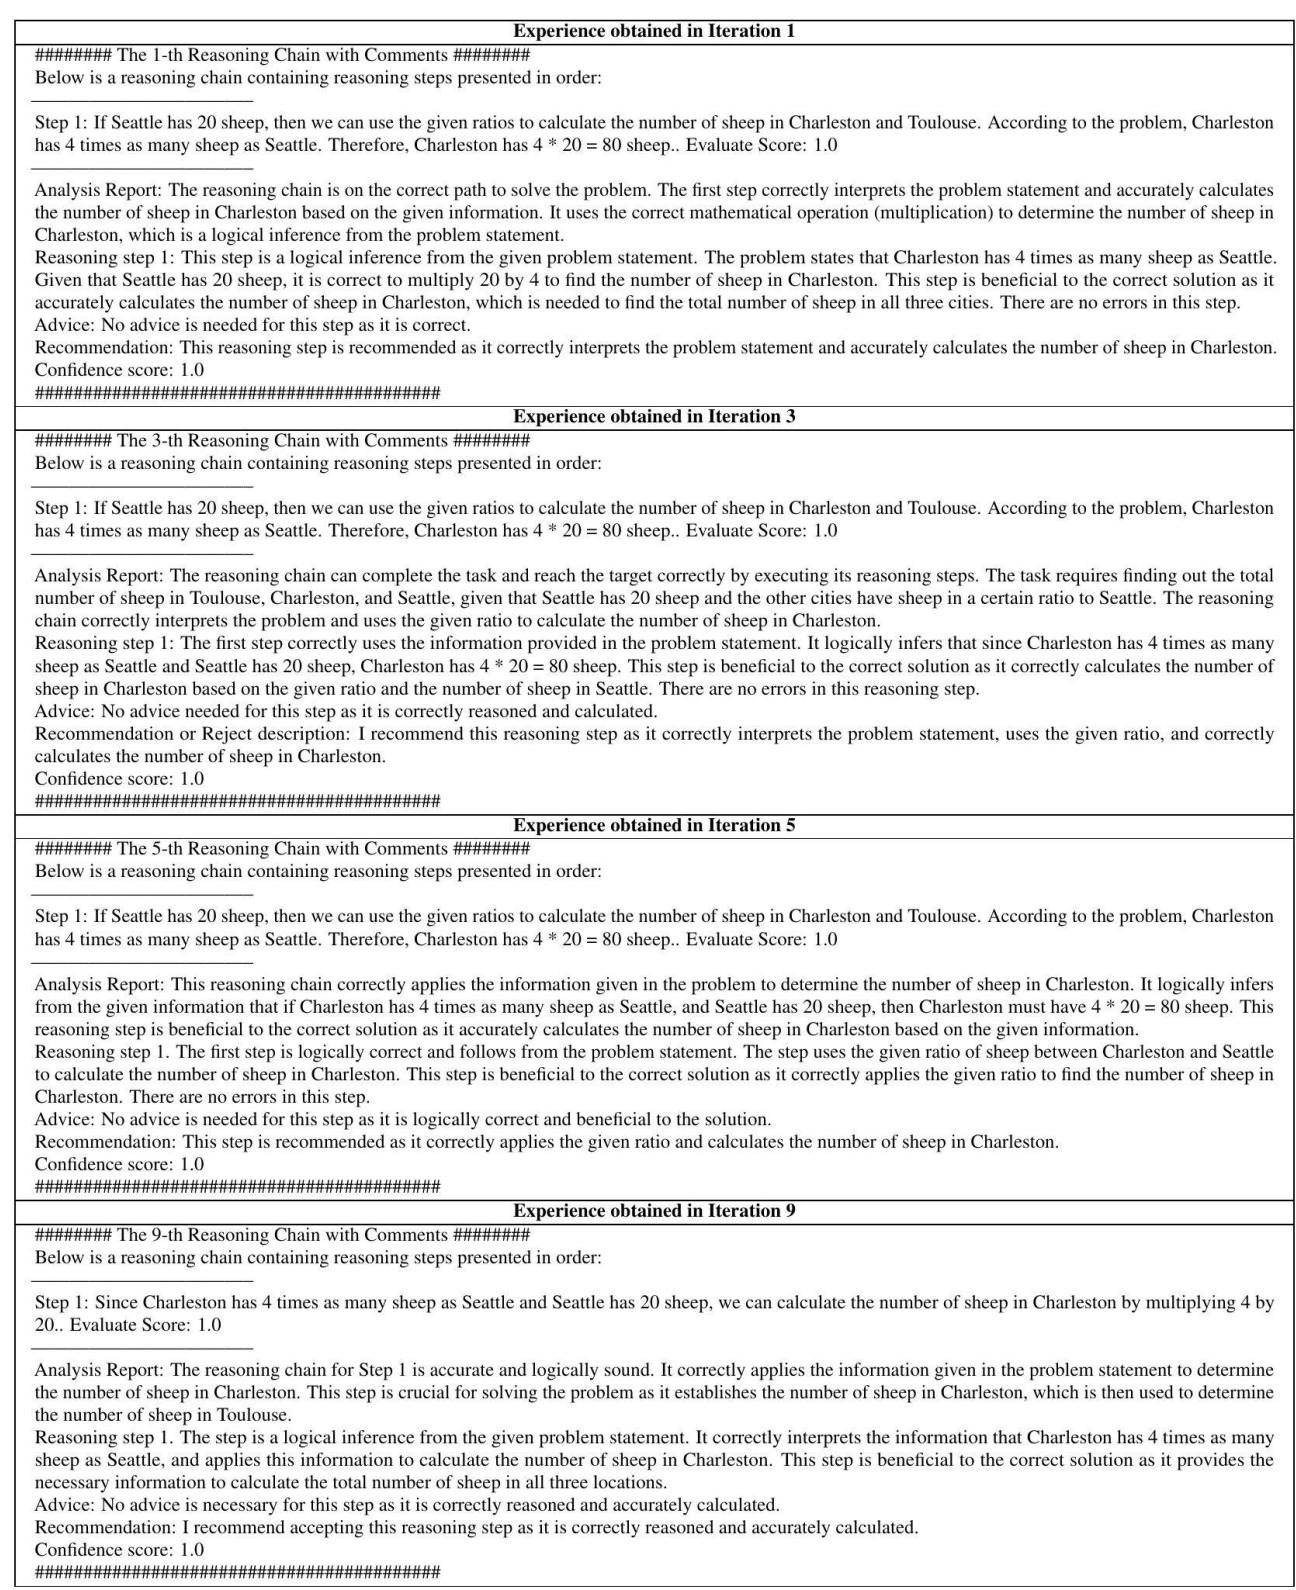 Experience obtained in Iteration 1
######## The 1-th Reasoning Chain with Comments ########
Below is a reasoning chain containing reasoning steps presented in order:
Step 1: If Seattle has 20 sheep, then we can use the given ratios to calculate the number of sheep in Charleston and Toulouse. According to the problem, Charleston
has 4 times as many sheep as Seattle. Therefore, Charleston has 4 * 20 = 80 sheep.. Evaluate Score: 1.0
Analysis Report: The reasoning chain is on the correct path to solve the problem. The first step correctly interprets the problem statement and accurately calculates
the number of sheep in Charleston based on the given information. It uses the correct mathematical operation (multiplication) to determine the number of sheep in
Charleston, which is a logical inference from the problem statement.
Reasoning step 1: This step is a logical inference from the given problem statement. The problem states that Charleston has 4 times as many sheep as Seattle.
Given that Seattle has 20 sheep, it is correct to multiply 20 by 4 to find the number of sheep in Charleston. This step is beneficial to the correct solution as it
accurately calculates the number of sheep in Charleston, which is needed to find the total number of sheep in all three cities. There are no errors in this step.
Advice: No advice is needed for this step as it is correct.
Recommendation: This reasoning step is recommended as it correctly interprets the problem statement and accurately calculates the number of sheep in Charleston.
Confidence score: 1.0
##########################################
Experience obtained in Iteration 3
######## The 3-th Reasoning Chain with Comments ########
Below is a reasoning chain containing reasoning steps presented in order:
Step 1: If Seattle has 20 sheep, then we can use the given ratios to calculate the number of sheep in Charleston and Toulouse. According to the problem, Charleston
has 4 times as many sheep as Seattle. Therefore, Charleston has 4 * 20 = 80 sheep.. Evaluate Score: 1.0
Analysis Report: The reasoning chain can complete the task and reach the target correctly by executing its reasoning steps. The task requires finding out the total
number of sheep in Toulouse, Charleston, and Seattle, given that Seattle has 20 sheep and the other cities have sheep in a certain ratio to Seattle. The reasoning
chain correctly interprets the problem and uses the given ratio to calculate the number of sheep in Charleston.
Reasoning step 1: The first step correctly uses the information provided in the problem statement. It logically infers that since Charleston has 4 times as many
sheep as Seattle and Seattle has 20 sheep, Charleston has 4 * 20 = 80 sheep. This step is beneficial to the correct solution as it correctly calculates the number of
sheep in Charleston based on the given ratio and the number of sheep in Seattle. There are no errors in this reasoning step.
Advice: No advice needed for this step as it is correctly reasoned and calculated.
Recommendation or Reject description: I recommend this reasoning step as it correctly interprets the problem statement, uses the given ratio, and correctly
calculates the number of sheep in Charleston.
Confidence score: 1.0
##########################################
Experience obtained in Iteration 5
######## The 5-th Reasoning Chain with Comments ########
Below is a reasoning chain containing reasoning steps presented in order:
Step 1: If Seattle has 20 sheep, then we can use the given ratios to calculate the number of sheep in Charleston and Toulouse. According to the problem, Charleston
has 4 times as many sheep as Seattle. Therefore, Charleston has 4 * 20 = 80 sheep.. Evaluate Score: 1.0
Analysis Report: This reasoning chain correctly applies the information given in the problem to determine the number of sheep in Charleston. It logically infers
from the given information that if Charleston has 4 times as many sheep as Seattle, and Seattle has 20 sheep, then Charleston must have 4 * 20 = 80 sheep. This
reasoning step is beneficial to the correct solution as it accurately calculates the number of sheep in Charleston based on the given information.
Reasoning step 1. The first step is logically correct and follows from the problem statement. The step uses the given ratio of sheep between Charleston and Seattle
to calculate the number of sheep in Charleston. This step is beneficial to the correct solution as it correctly applies the given ratio to find the number of sheep in
Charleston. There are no errors in this step.
Advice: No advice is needed for this step as it is logically correct and beneficial to the solution.
Recommendation: This step is recommended as it correctly applies the given ratio and calculates the number of sheep in Charleston.
Confidence score: 1.0
##########################################
Experience obtained in Iteration 9
######## The 9-th Reasoning Chain with Comments ########
Below is a reasoning chain containing reasoning steps presented in order:
Step 1: Since Charleston has 4 times as many sheep as Seattle and Seattle has 20 sheep, we can calculate the number of sheep in Charleston by multiplying 4 by
20.. Evaluate Score: 1.0
Analysis Report: The reasoning chain for Step 1 is accurate and logically sound. It correctly applies the information given in the problem statement to determine
the number of sheep in Charleston. This step is crucial for solving the problem as it establishes the number of sheep in Charleston, which is then used to determine
the number of sheep in Toulouse.
Reasoning step 1. The step is a logical inference from the given problem statement. It correctly interprets the information that Charleston has 4 times as many
sheep as Seattle, and applies this information to calculate the number of sheep in Charleston. This step is beneficial to the correct solution as it provides the
necessary information to calculate the total number of sheep in all three locations.
Advice: No advice is necessary for this step as it is correctly reasoned and accurately calculated.
Recommendation: I recommend accepting this reasoning step as it is correctly reasoned and accurately calculated.
Confidence score: 1.0
##########################################